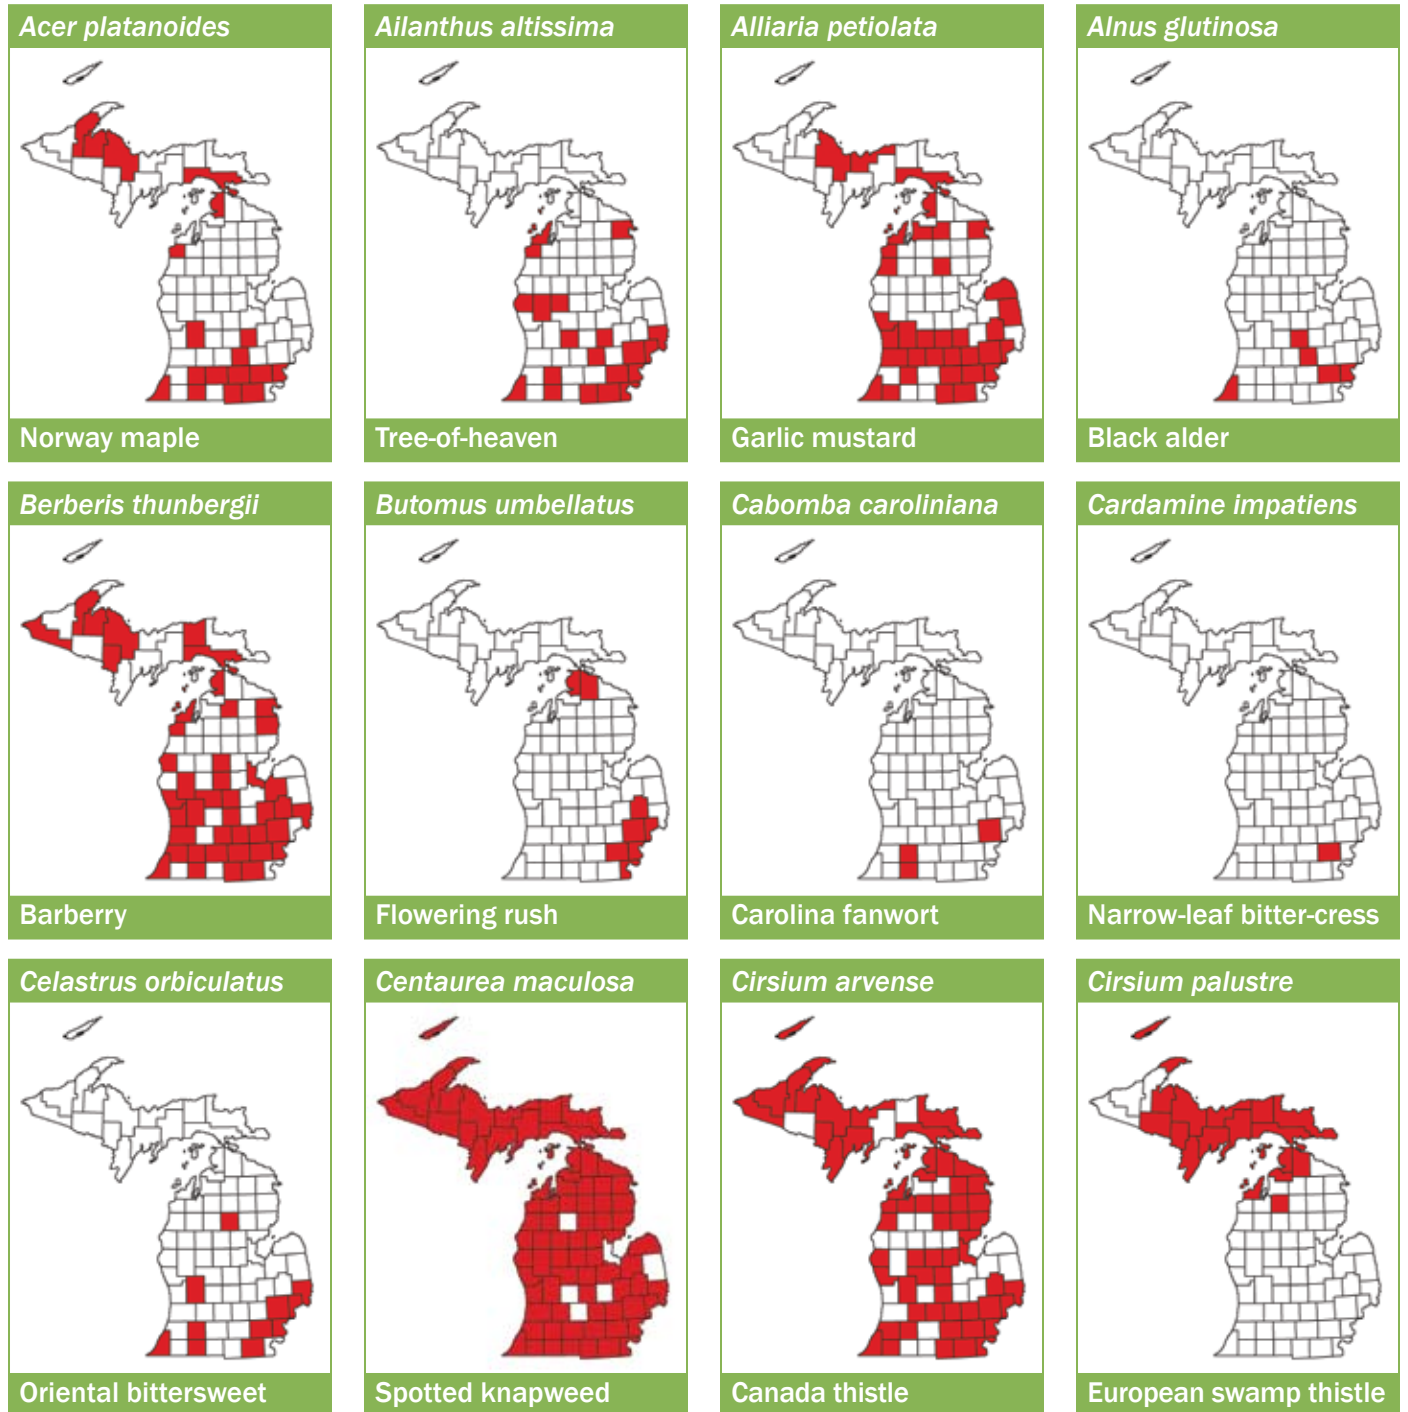 Acer platanoides
Ailanthus altissima
Alliaria petiolata
Alnus glutinosa
Norway maple
Tree-of-heaven
Garlic mustard
Black alder
Berberis thunbergii
Butomus umbellatus
Cabomba caroliniana
Cardamine impatiens
Barberry
Flowering rush
Carolina fanwort
Narrow-leaf bitter-cress
Celastrus orbiculatus
Centaurea maculosa
Cirsium arvense
Cirsium palustre
Oriental bittersweet
Spotted knapweed
Canada thistle
European swamp thistle